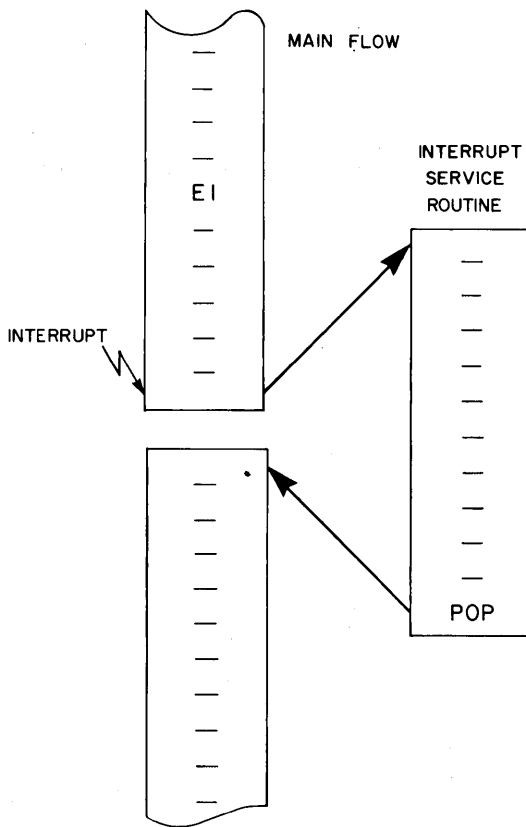 MAIN FLOW
EI
INTERRUPT
INTERRUPT
SERVICE
ROUTINE
POP